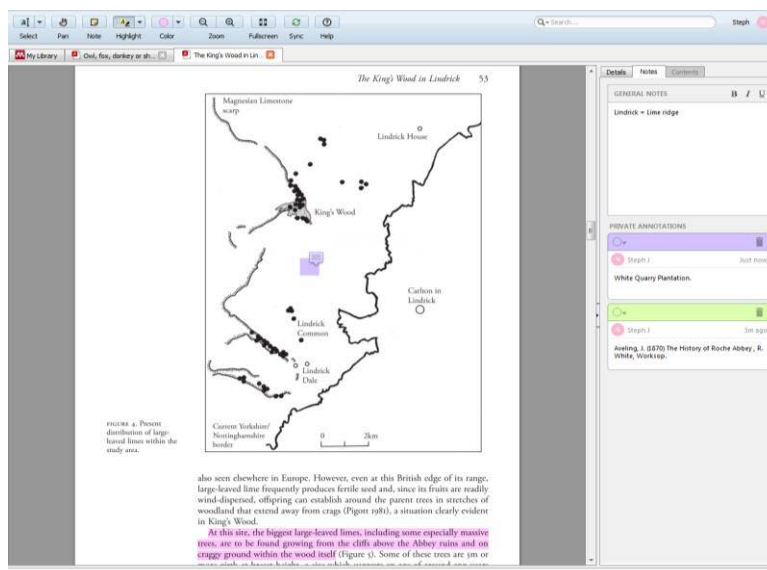 Steph
Search...
Select Pan Note Highlight Color Zoom Fullscreen Sync Help
My Library
Owl, fox, donkey or sh...
The King's Wood in Lin...
The King's Wood in Lindrick 53
Magnesian Limestone
scarp
Lindrick House
King's Wood
Carlton in
Lindrick
Lindrick
Common
Lindrick
Dale
Current Yorkshire/
Nottinghamshire
border
0 2km
FIGURE 4. Present
distribution of large-
leaved limes within the
study area.
also seen elsewhere in Europe. However, even at this British edge of its range,
large-leaved lime frequently produces fertile seed and, since its fruits are readily
wind-dispersed, offspring can establish around the parent trees in stretches of
woodland that extend away from crags (Pigott 1981), a situation clearly evident
in King's Wood.
At this site, the biggest large-leaved limes, including some especially massive
trees, are to be found growing from the cliffs above the Abbey ruins and on
craggy ground within the wood itself (Figure 5). Some of these trees are 5m or
Details Notes Contents
GENERAL NOTES B I U
Lindrick = Lime ridge
PRIVATE ANNOTATIONS
Steph J Just now
White Quarry Plantation.
Steph J 3m ago
Aveling, J. (1870) The History of Roche Abbey, R.
White, Worksop.